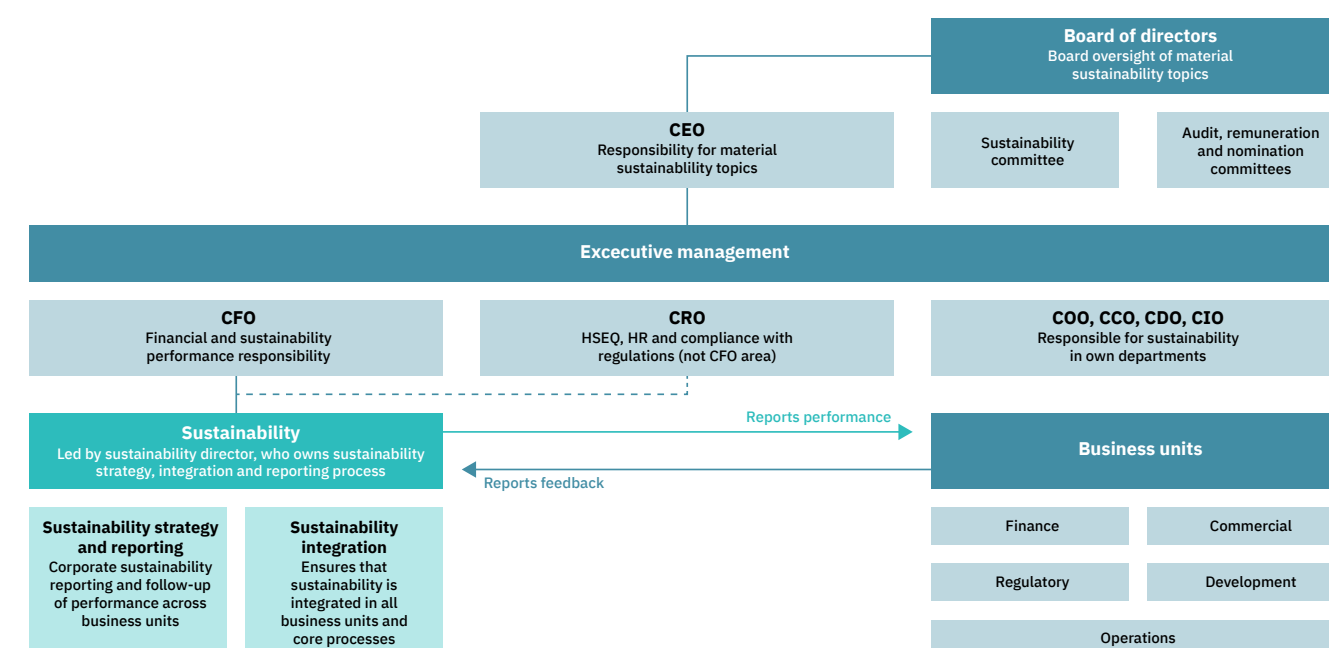 Board of directors
Board oversight of material
sustainability topics
CEO
Responsibility for material
sustainablility topics
Sustainability
committee
Audit, remuneration
and nomination
committees
Excecutive management
CFO
Financial and sustainability
performance responsibility
CRO
HSEQ, HR and compliance with
regulations (not CFO area)
COO, CCO, CDO, CIO
Responsible for sustainability
in own departments
Sustainability
Led by sustainability director, who owns sustainability
strategy, integration and reporting process
Reports performance
Reports feedback
Business units
Sustainability strategy
and reporting
Corporate sustainability
reporting and follow-up
of performance across
business units
Sustainability
integration
Ensures that
sustainability is
integrated in all
business units and
core processes
Finance
Commercial
Regulatory
Development
Operations